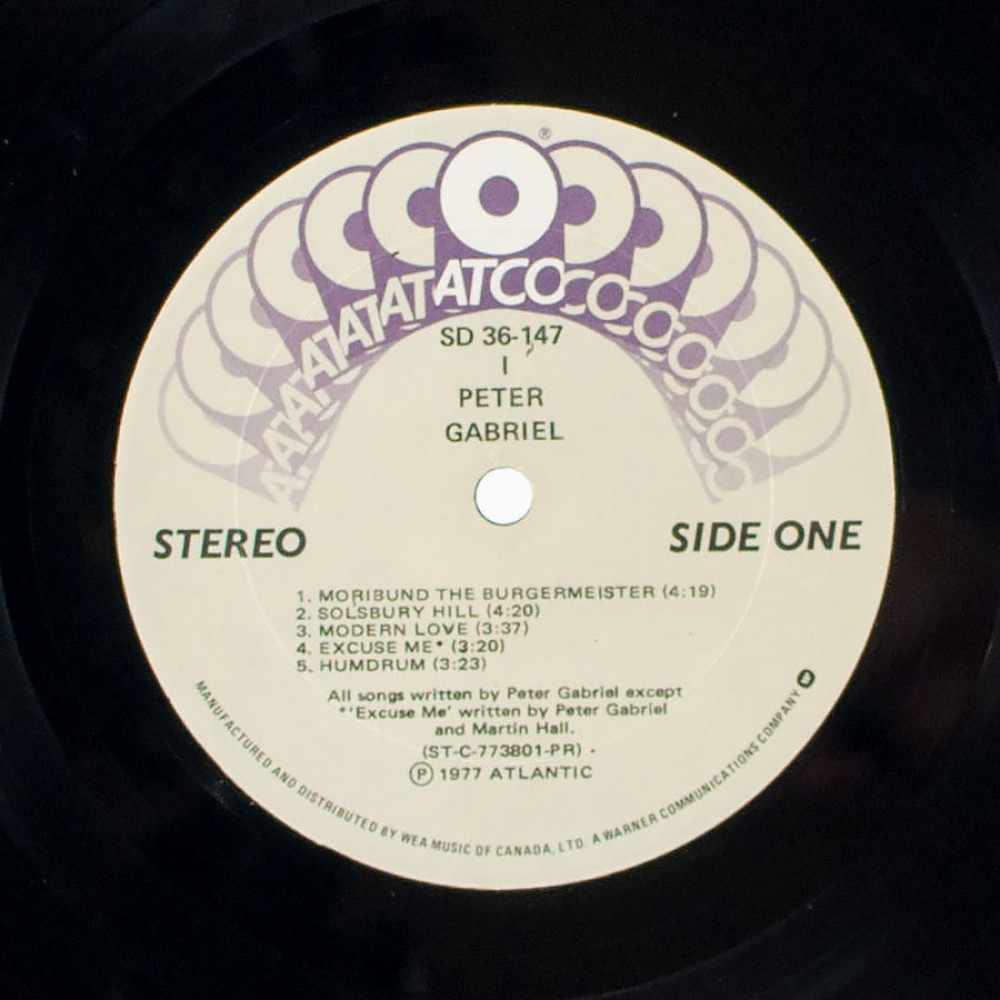 ®
ATATATATATATCOCOCOCOCOCO
SD 36-147
I
PETER
GABRIEL
STEREO
SIDE ONE
1. MORIBUND THE BURGERMEISTER (4:19)
2. SOLSBURY HILL (4:20)
3. MODERN LOVE (3:37)
4. EXCUSE ME* (3:20)
5. HUMDRUM (3:23)
All songs written by Peter Gabriel except
*'Excuse Me' written by Peter Gabriel
and Martin Hall.
(ST-C-773801-PR)
℗ 1977 ATLANTIC
MANUFACTURED AND DISTRIBUTED BY WEA MUSIC OF CANADA, LTD. A WARNER COMMUNICATIONS COMPANY